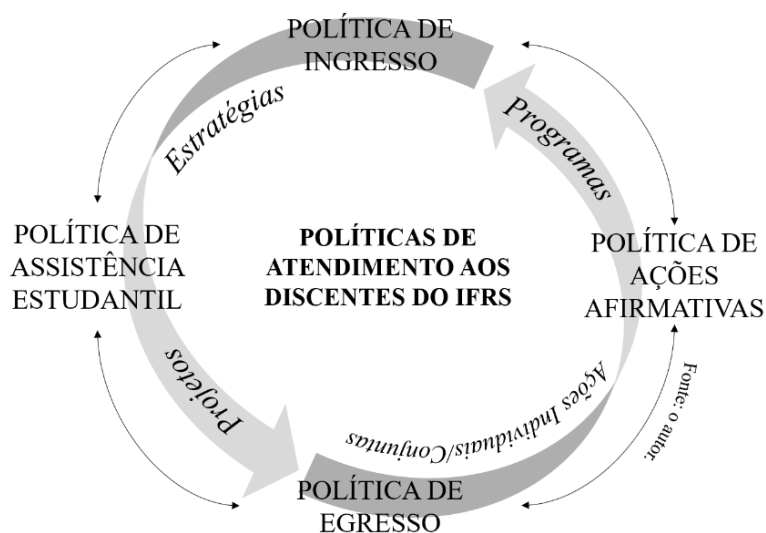 POLÍTICA DE
INGRESSO
Estratégias
Programas
POLÍTICA DE
ASSISTÊNCIA
ESTUDANTIL
POLÍTICAS DE
ATENDIMENTO AOS
DISCENTES DO IFRS
POLÍTICA DE
AÇÕES
AFIRMATIVAS
Projetos
Ações Individuais/Conjuntas
Fonte: o autor.
POLÍTICA DE
EGRESSO